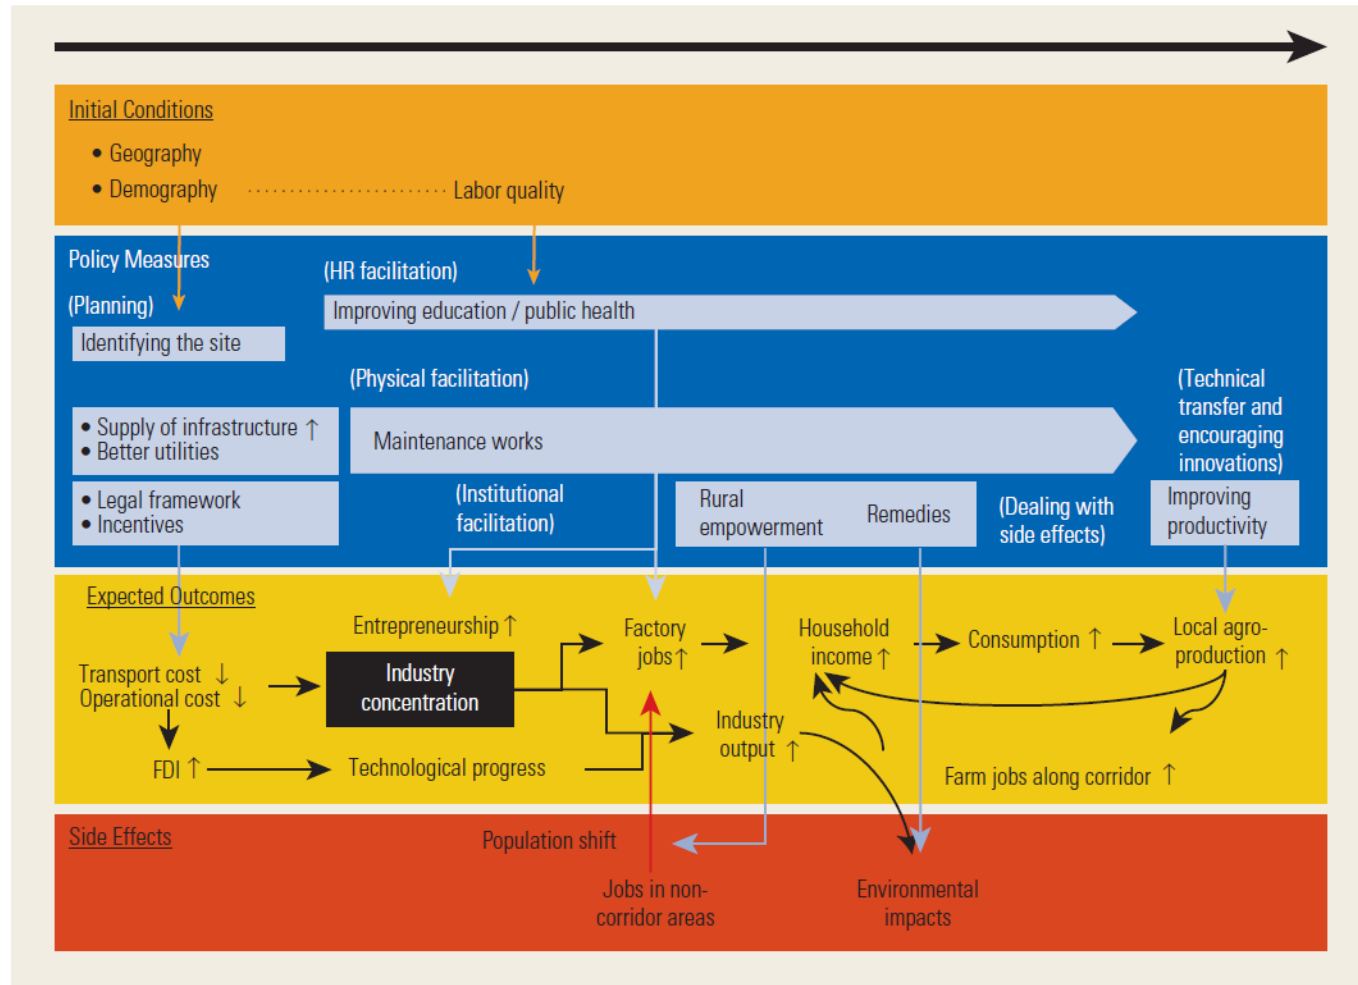 Initial Conditions
• Geography
• Demography ........................ Labor quality
Policy Measures
(HR facilitation)
(Planning)
Improving education / public health
Identifying the site
(Physical facilitation)
(Technical
transfer and
encouraging
innovations)
• Supply of infrastructure ↑
• Better utilities
Maintenance works
• Legal framework
• Incentives
(Institutional
facilitation)
Rural
empowerment
Remedies
(Dealing with
side effects)
Improving
productivity
Expected Outcomes
Entrepreneurship ↑
Factory
jobs ↑
Household
income ↑
Consumption ↑
Local agro-
production ↑
Transport cost ↓
Operational cost ↓
Industry
concentration
Industry
output ↑
FDI ↑
Technological progress
Farm jobs along corridor ↑
Side Effects
Population shift
Jobs in non-
corridor areas
Environmental
impacts